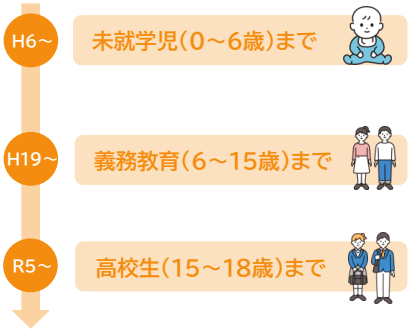 H6～
未就学児（0～6歳）まで
H19～
義務教育（6～15歳）まで
R5～
高校生（15～18歳）まで